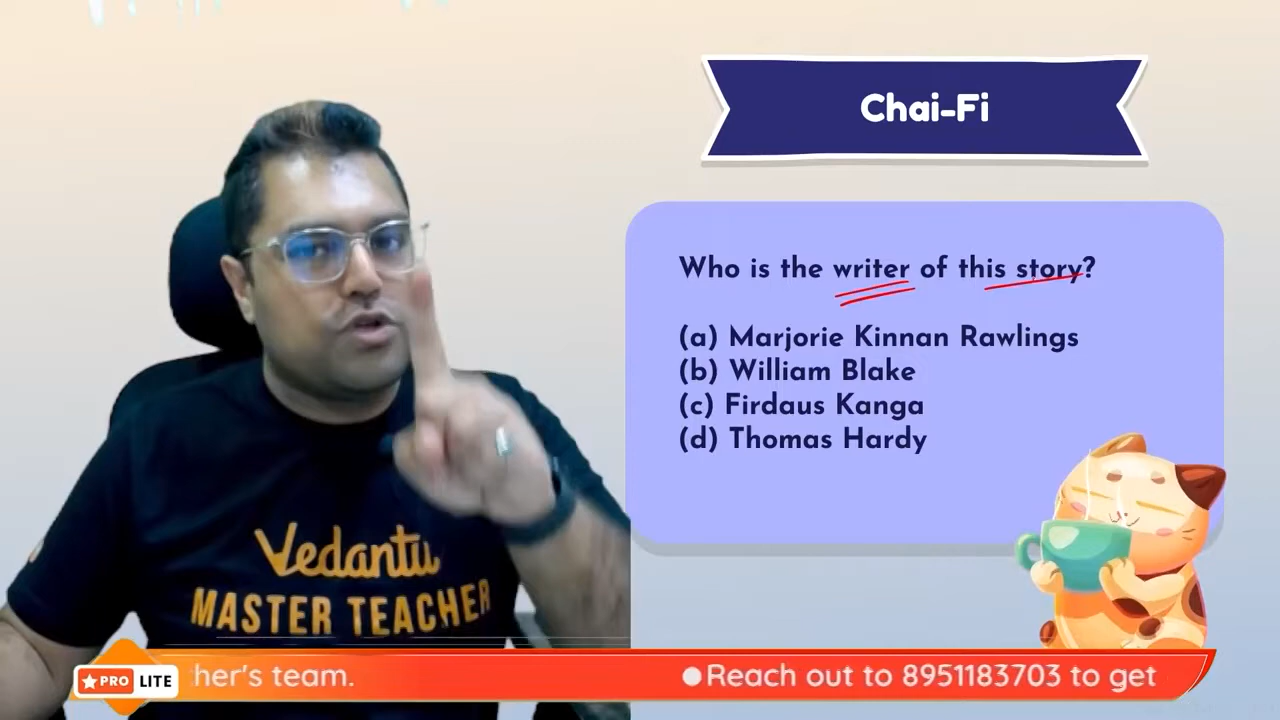 Chai-Fi
Who is the writer of this story?
(a) Marjorie Kinnan Rawlings
(b) William Blake
(c) Firdaus Kanga
(d) Thomas Hardy
Vedantu
MASTER TEACHER
PRO LITE
her's team.
Reach out to 8951183703 to get